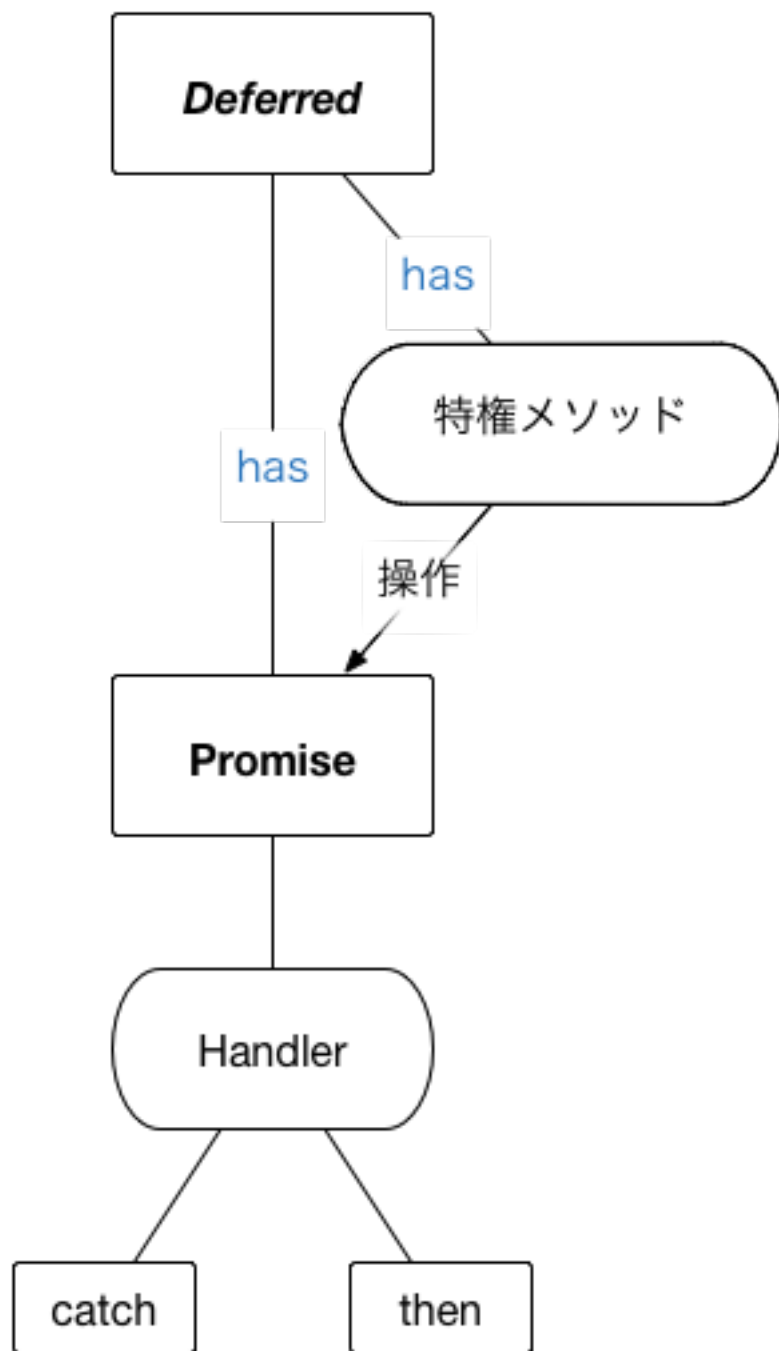 Deferred
has
特権メソッド
has
操作
Promise
Handler
catch
then